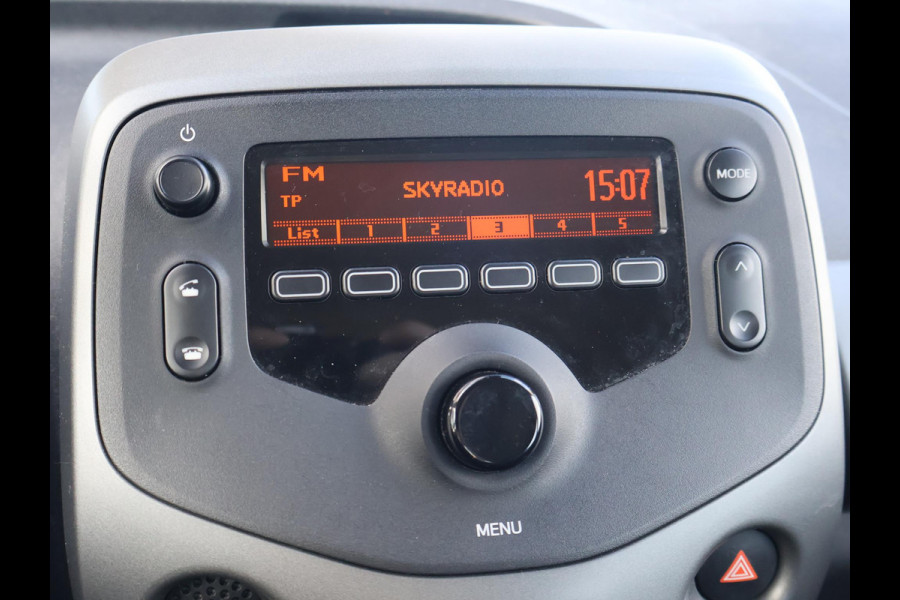 FM
SKYRADIO
15:07
TP
List 1 2 3 4 5
MODE
MENU